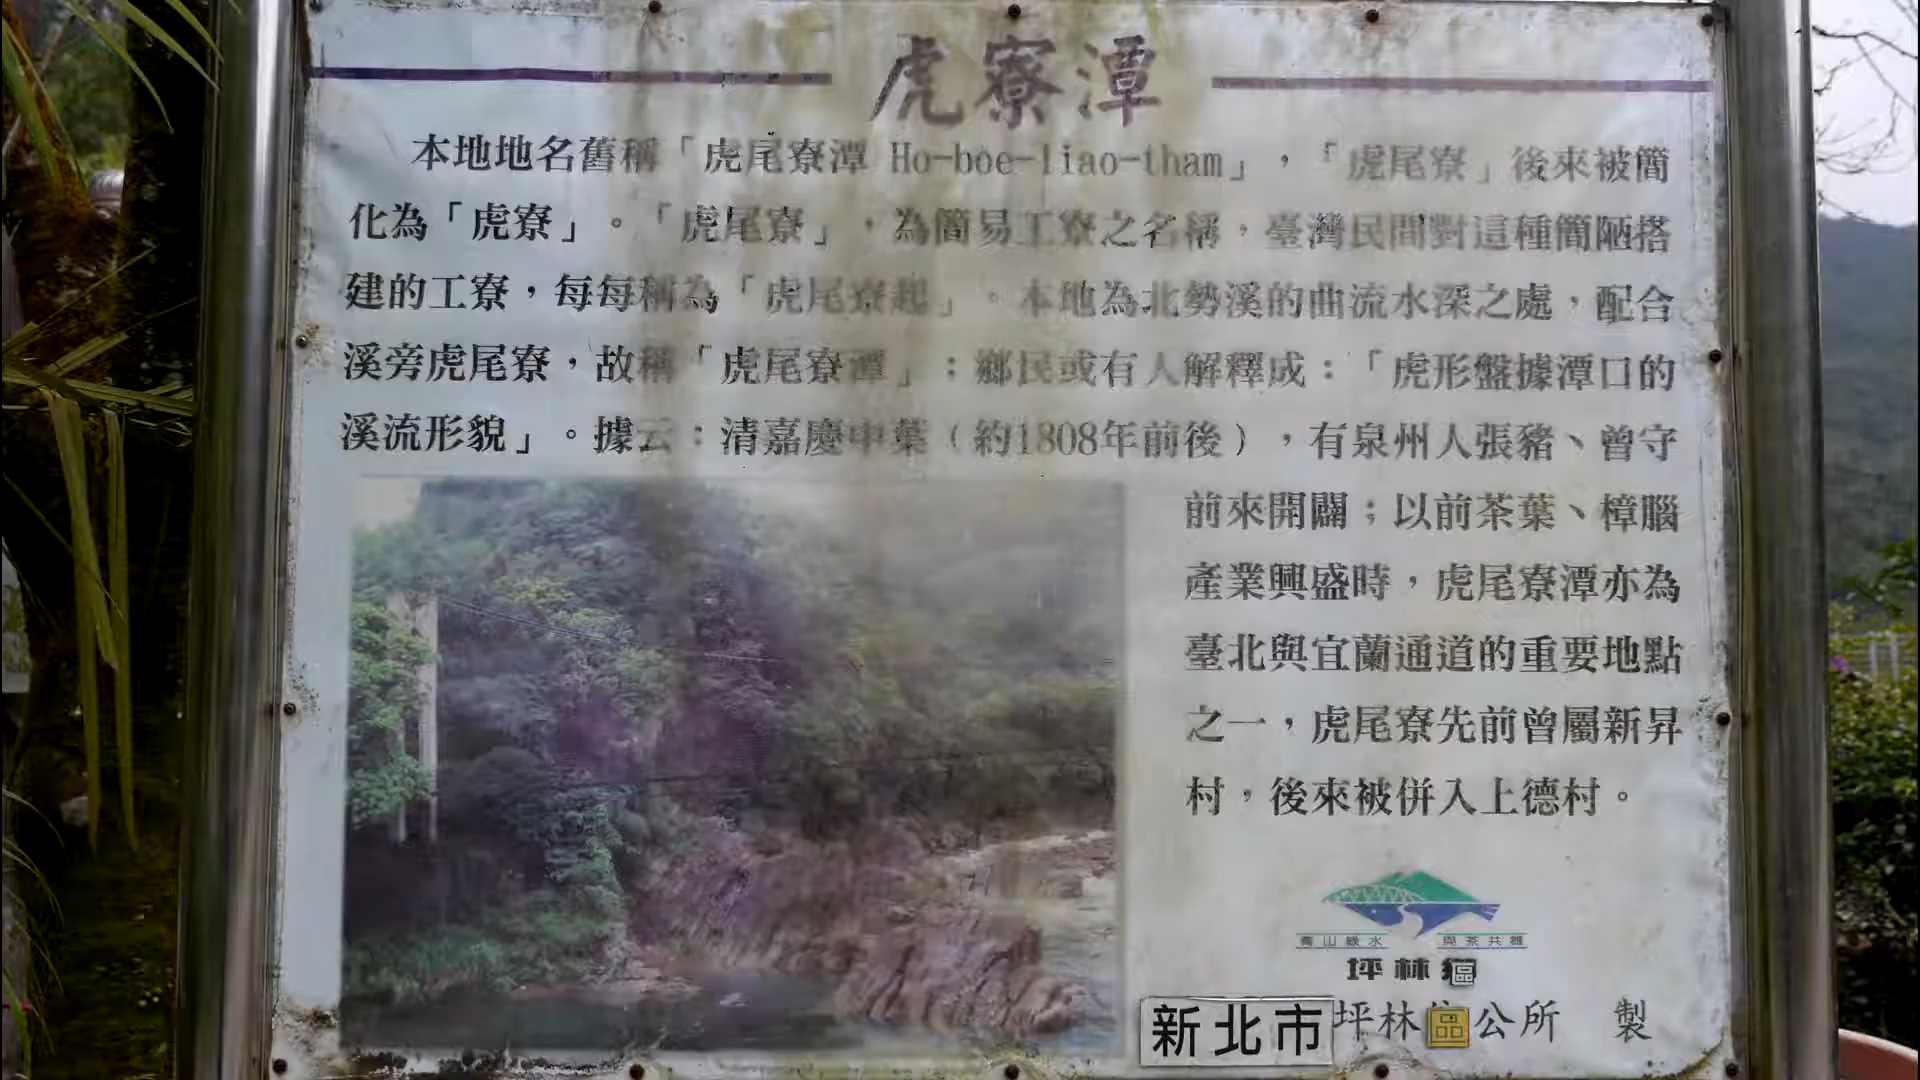 虎寮潭
本地地名舊稱「虎尾寮潭 Ho-boe-liao-tham」，「虎尾寮」後來被簡
化為「虎寮」。「虎尾寮」，為簡易工寮之名稱，臺灣民間對這種簡陋搭
建的工寮，每每稱為「虎尾寮起」。本地為北勢溪的曲流水深之處，配合
溪旁虎尾寮，故稱「虎尾寮潭」；鄉民或有人解釋成：「虎形盤據潭口的
溪流形貌」。據云：清嘉慶中葉（約1808年前後），有泉州人張豬、曾守
前來開闢；以前茶葉、樟腦
產業興盛時，虎尾寮潭亦為
臺北與宜蘭通道的重要地點
之一，虎尾寮先前曾屬新昇
村，後來被併入上德村。
青山綠水 與茶共舞
坪林區
新北市坪林區公所 製